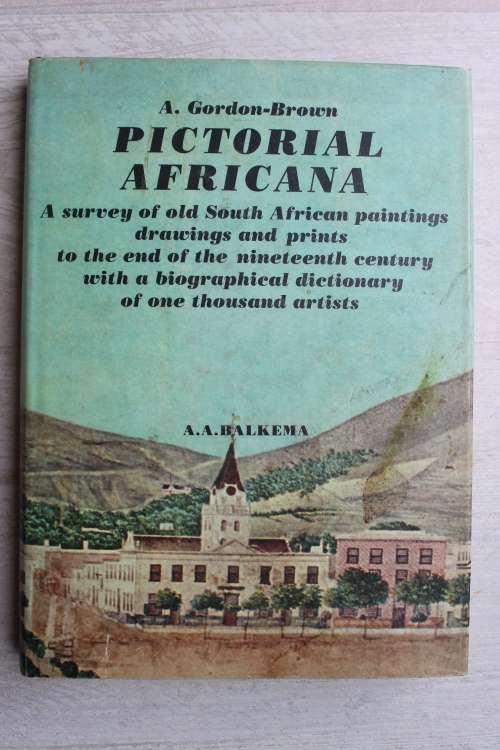 A. Gordon-Brown
PICTORIAL
AFRICANA
A survey of old South African paintings
drawings and prints
to the end of the nineteenth century
with a biographical dictionary
of one thousand artists
A.A.BALKEMA